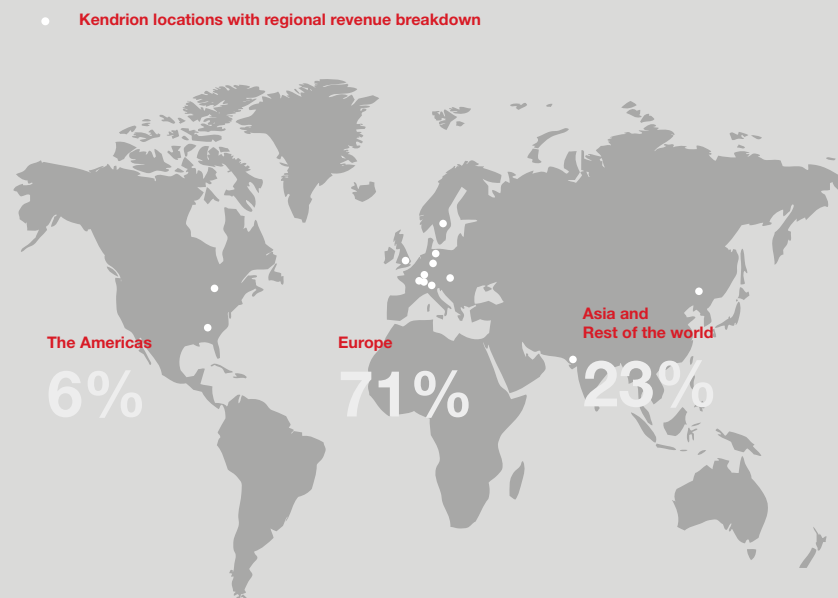 Kendrion locations with regional revenue breakdown
The Americas
6%
Europe
71%
Asia and
Rest of the world
23%